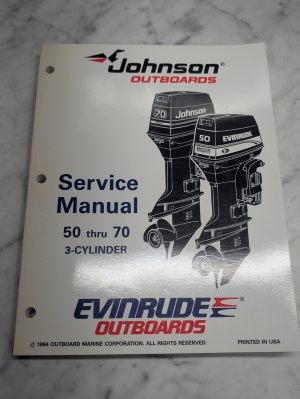 Johnson
OUTBOARDS
70 Johnson
50 EVINRUDE
Service
Manual
50 thru 70
3-CYLINDER
EVINRUDE
OUTBOARDS
© 1994 OUTBOARD MARINE CORPORATION. ALL RIGHTS RESERVED. PRINTED IN USA